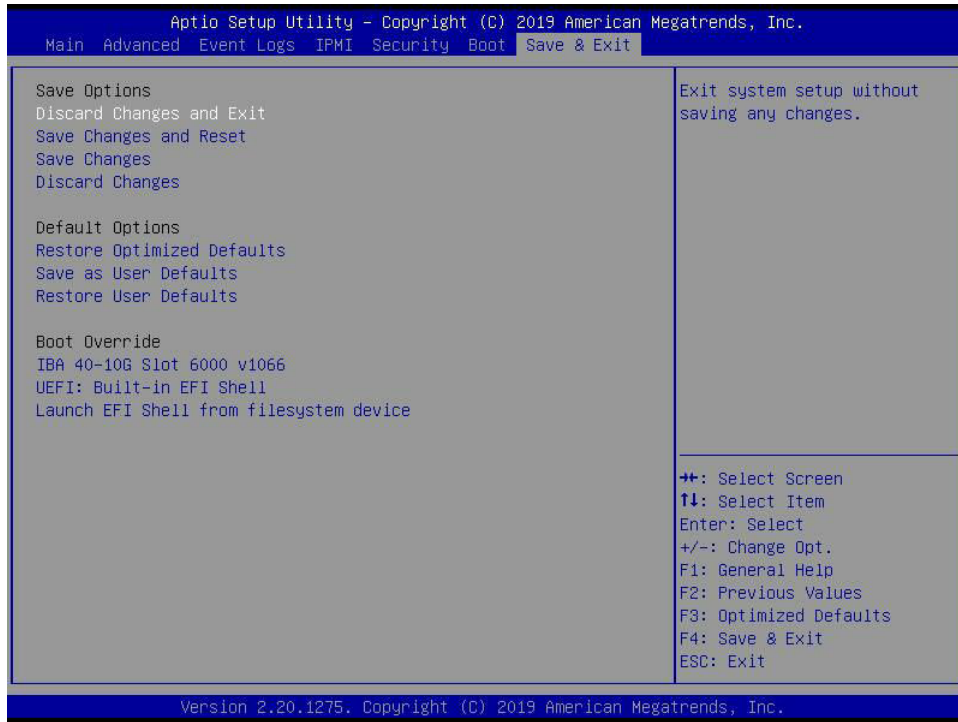 Aptio Setup Utility – Copyright (C) 2019 American Megatrends, Inc.
Main Advanced Event Logs IPMI Security Boot Save & Exit
Save Options
Discard Changes and Exit
Save Changes and Reset
Save Changes
Discard Changes
Default Options
Restore Optimized Defaults
Save as User Defaults
Restore User Defaults
Boot Override
IBA 40-10G Slot 6000 v1066
UEFI: Built-in EFI Shell
Launch EFI Shell from filesystem device
Exit system setup without
saving any changes.
→←: Select Screen
↑↓: Select Item
Enter: Select
+/-: Change Opt.
F1: General Help
F2: Previous Values
F3: Optimized Defaults
F4: Save & Exit
ESC: Exit
Version 2.20.1275. Copyright (C) 2019 American Megatrends, Inc.